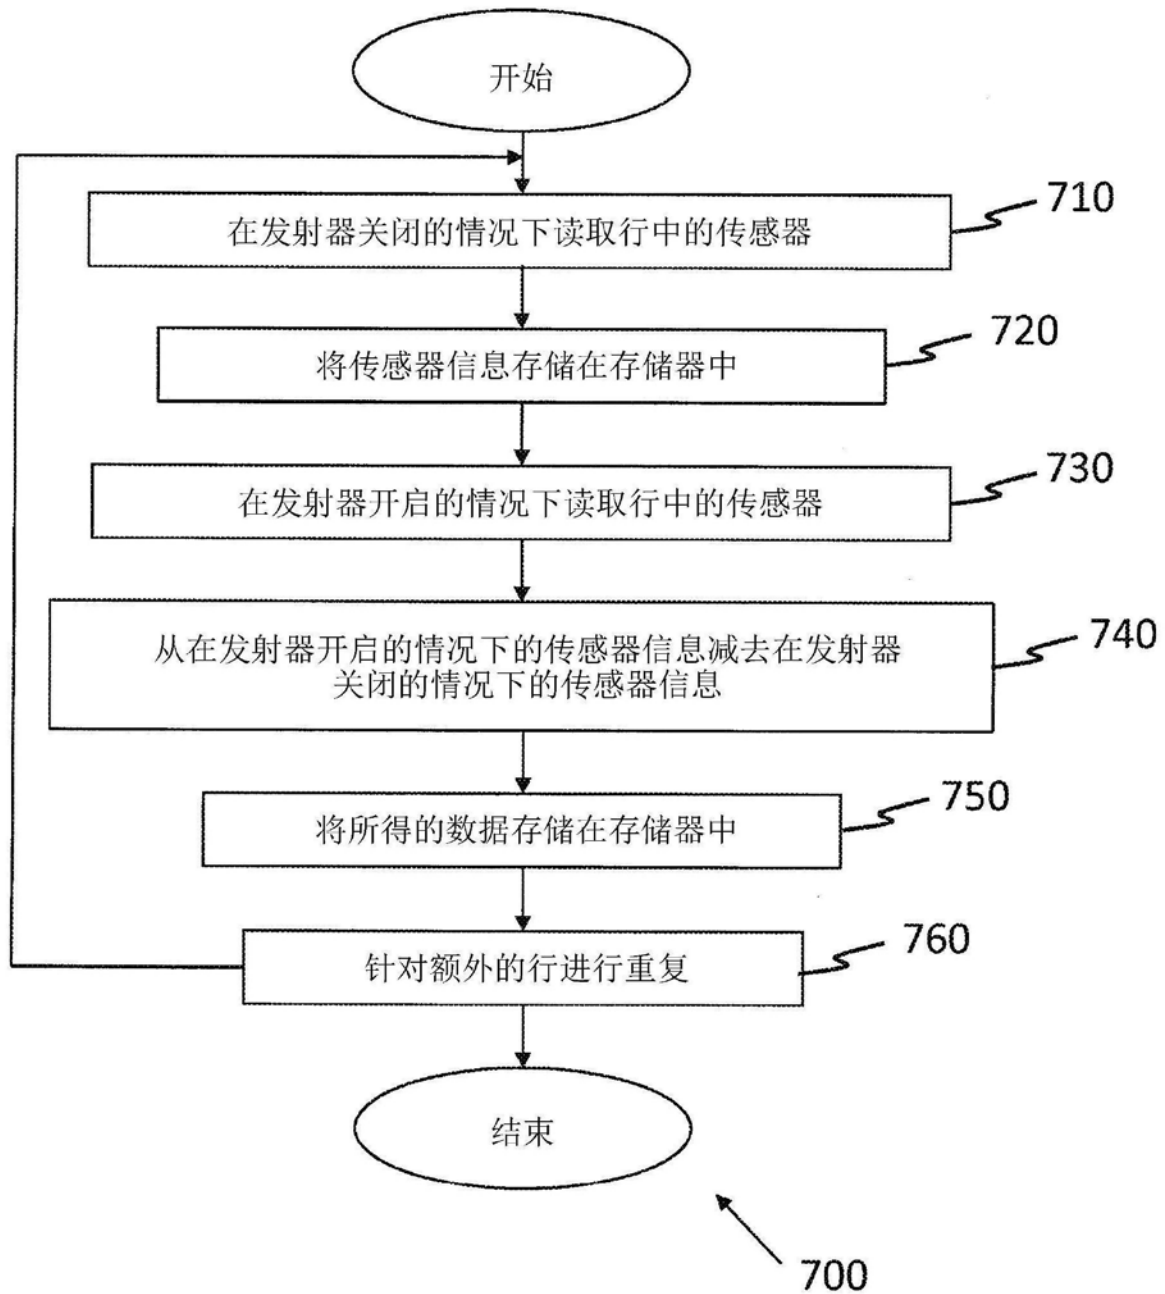 开始
710
在发射器关闭的情况下读取行中的传感器
720
将传感器信息存储在存储器中
730
在发射器开启的情况下读取行中的传感器
740
从在发射器开启的情况下的传感器信息减去在发射器
关闭的情况下的传感器信息
750
将所得的数据存储在存储器中
760
针对额外的行进行重复
结束
700